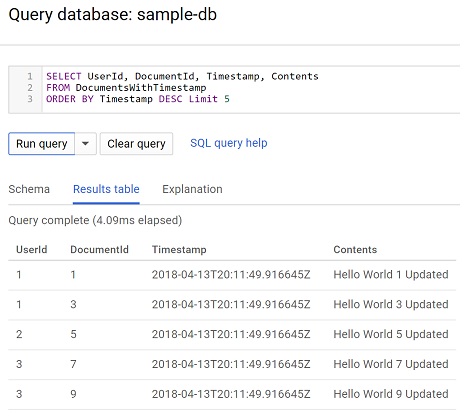 Query database: sample-db
1 SELECT UserId, DocumentId, Timestamp, Contents
2 FROM DocumentsWithTimestamp
3 ORDER BY Timestamp DESC Limit 5
Run query Clear query SQL query help
Schema Results table Explanation
Query complete (4.09ms elapsed)
UserId DocumentId Timestamp Contents
1 1 2018-04-13T20:11:49.916645Z Hello World 1 Updated
1 3 2018-04-13T20:11:49.916645Z Hello World 3 Updated
2 5 2018-04-13T20:11:49.916645Z Hello World 5 Updated
3 7 2018-04-13T20:11:49.916645Z Hello World 7 Updated
3 9 2018-04-13T20:11:49.916645Z Hello World 9 Updated